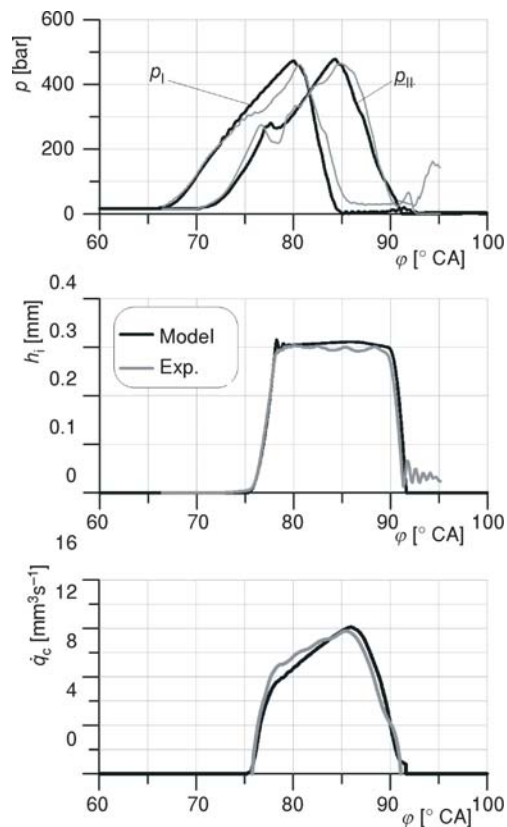 p [bar]
600
400
200
0
p_I
p_II
60 70 80 90 100
φ [° CA]
h_i [mm]
0.4
0.3
0.2
0.1
0
Model
Exp.
60 70 80 90 100
φ [° CA]
q̇_c [mm³s⁻¹]
16
12
8
4
0
60 70 80 90 100
φ [° CA]